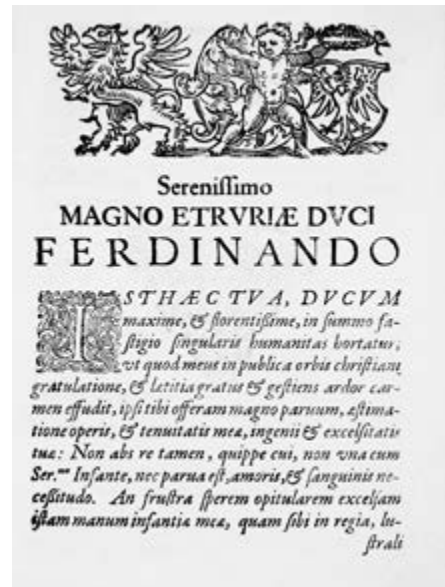 Sereniſſimo
MAGNO ETRVRIÆ DVCI
FERDINANDO
ISTHÆC TVA, DVCVM
maxime, & florentiſſime, in ſummo fa-
ſtigio ſingularis humanitas hortatur;
vt quod meus in publica orbis chriſtiani
gratulatione, & letitia gratus & geſtiens ardor car-
men effudit, ipſi tibi offeram magno paruum, æſtima-
tione operis, & tenuitatis meæ, ingenii & excelſitatis
tuæ: Non abs re tamen, quippe cui, non vna cum
Ser.mo Infante, nec parua eſt, amoris, & ſanguinis ne-
ceſſitudo. An fruſtra ſperem opitularem excelſam
iſtam manum infantiæ meæ, quam ſibi in regia, lu-
ſtrali